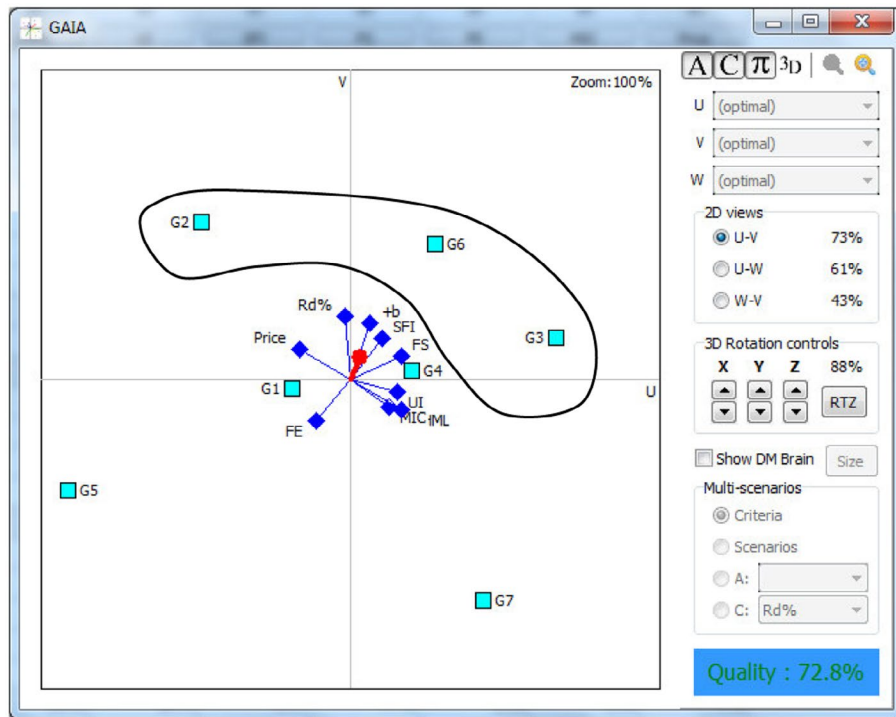 GAIA
V
Zoom:100%
A C π 3D
U (optimal)
V (optimal)
W (optimal)
2D views
U-V 73%
U-W 61%
W-V 43%
3D Rotation controls
X Y Z 88%
RTZ
Show DM Brain Size
Multi-scenarios
Criteria
Scenarios
A:
C: Rd%
Quality : 72.8%
G2
G6
Rd%
+b
SFI
Price
FS
G3
G4
G1
U
UI
MIC
FE
G5
G7